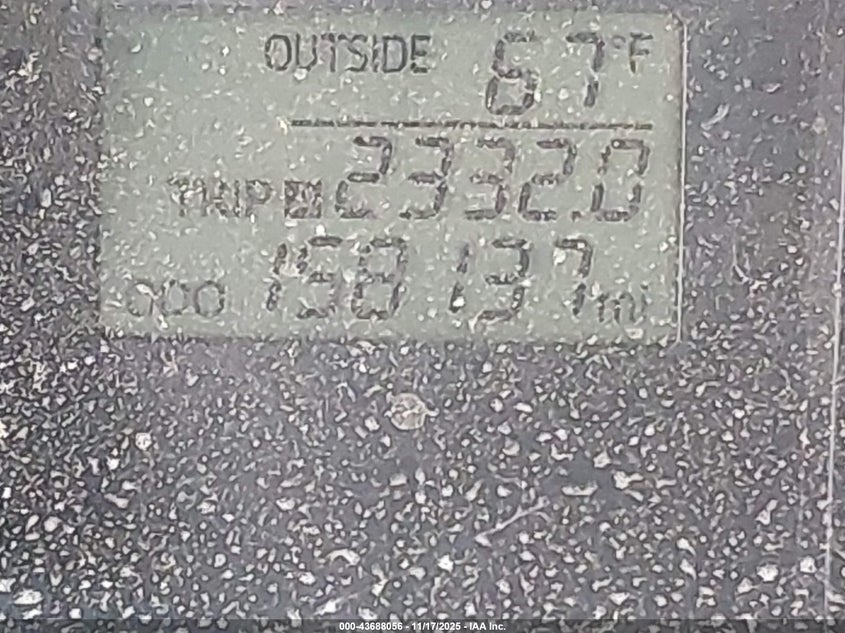 OUTSIDE 67°F
TRIP A 2332.0
ODO 158137 mi
000-43688056 - 11/17/2025 - IAA Inc.